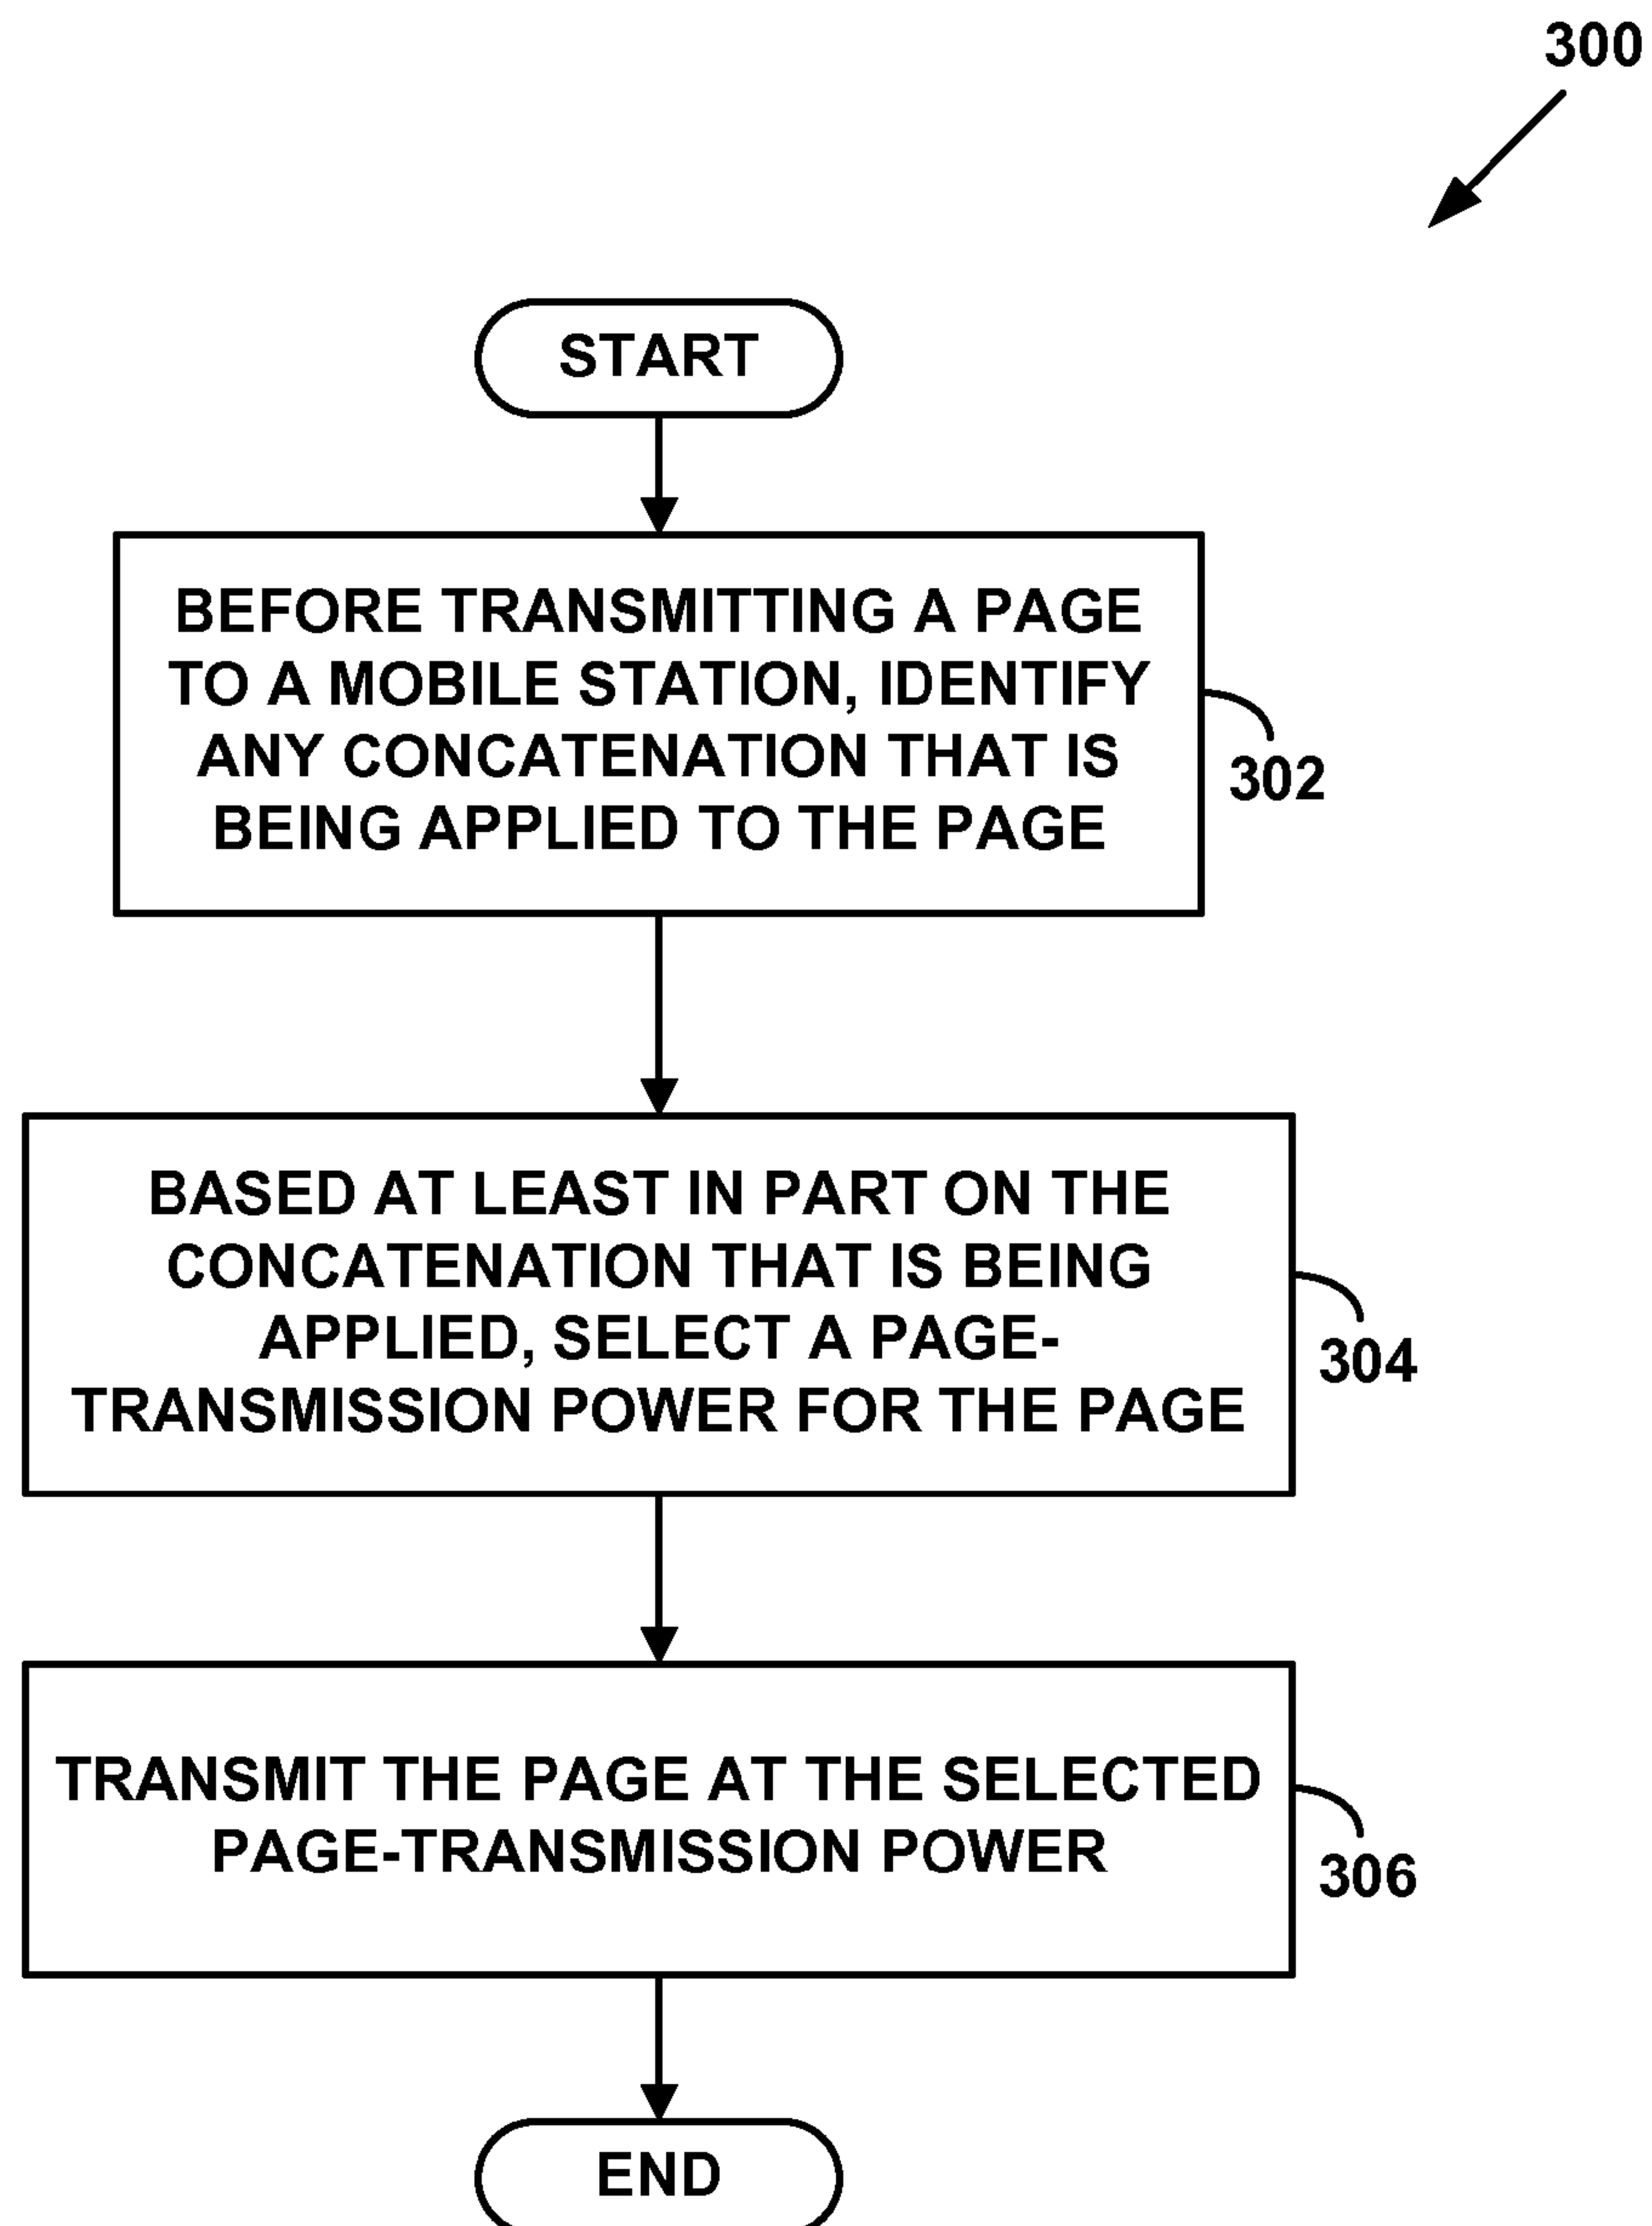 300
START
BEFORE TRANSMITTING A PAGE
TO A MOBILE STATION, IDENTIFY
ANY CONCATENATION THAT IS
BEING APPLIED TO THE PAGE
302
BASED AT LEAST IN PART ON THE
CONCATENATION THAT IS BEING
APPLIED, SELECT A PAGE-
TRANSMISSION POWER FOR THE PAGE
304
TRANSMIT THE PAGE AT THE SELECTED
PAGE-TRANSMISSION POWER
306
END